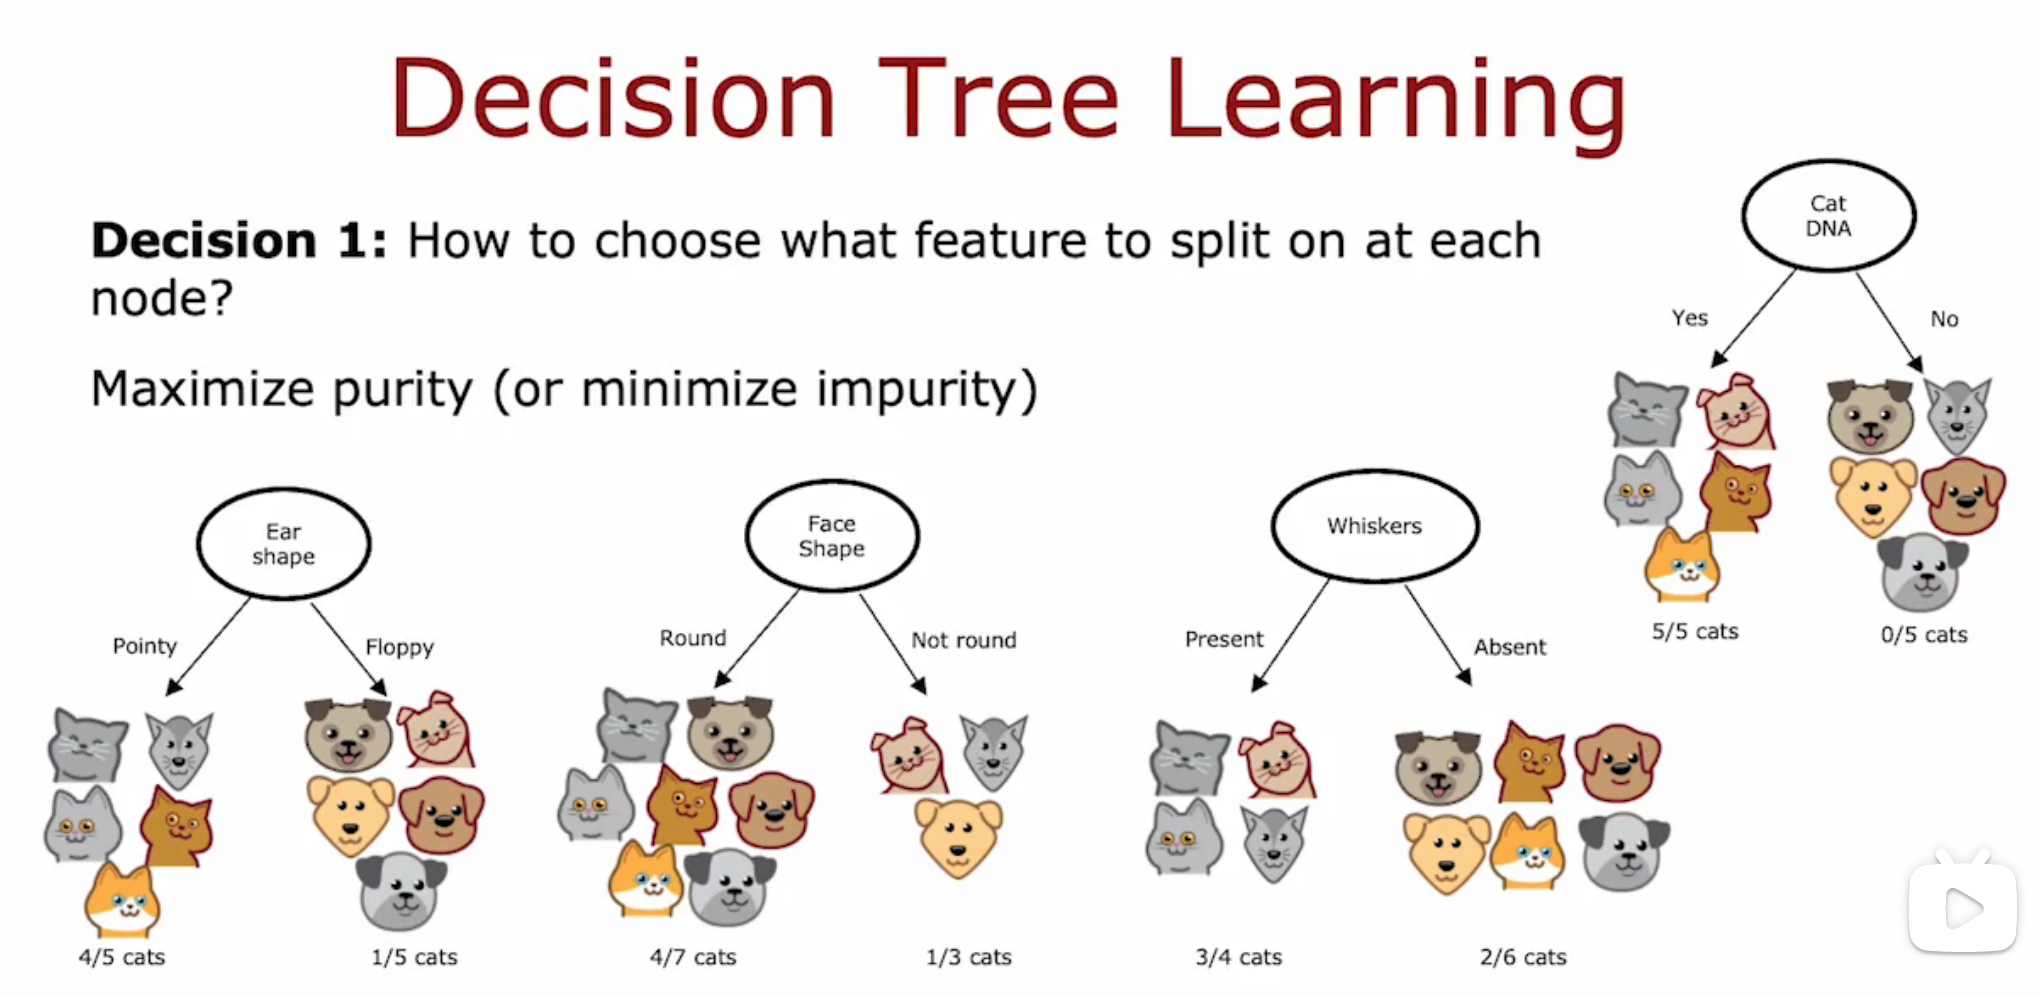 Decision Tree Learning
Decision 1: How to choose what feature to split on at each
node?
Maximize purity (or minimize impurity)
Cat
DNA
Yes
No
5/5 cats
0/5 cats
Ear
shape
Pointy
Floppy
4/5 cats
1/5 cats
Face
Shape
Round
Not round
4/7 cats
1/3 cats
Whiskers
Present
Absent
3/4 cats
2/6 cats